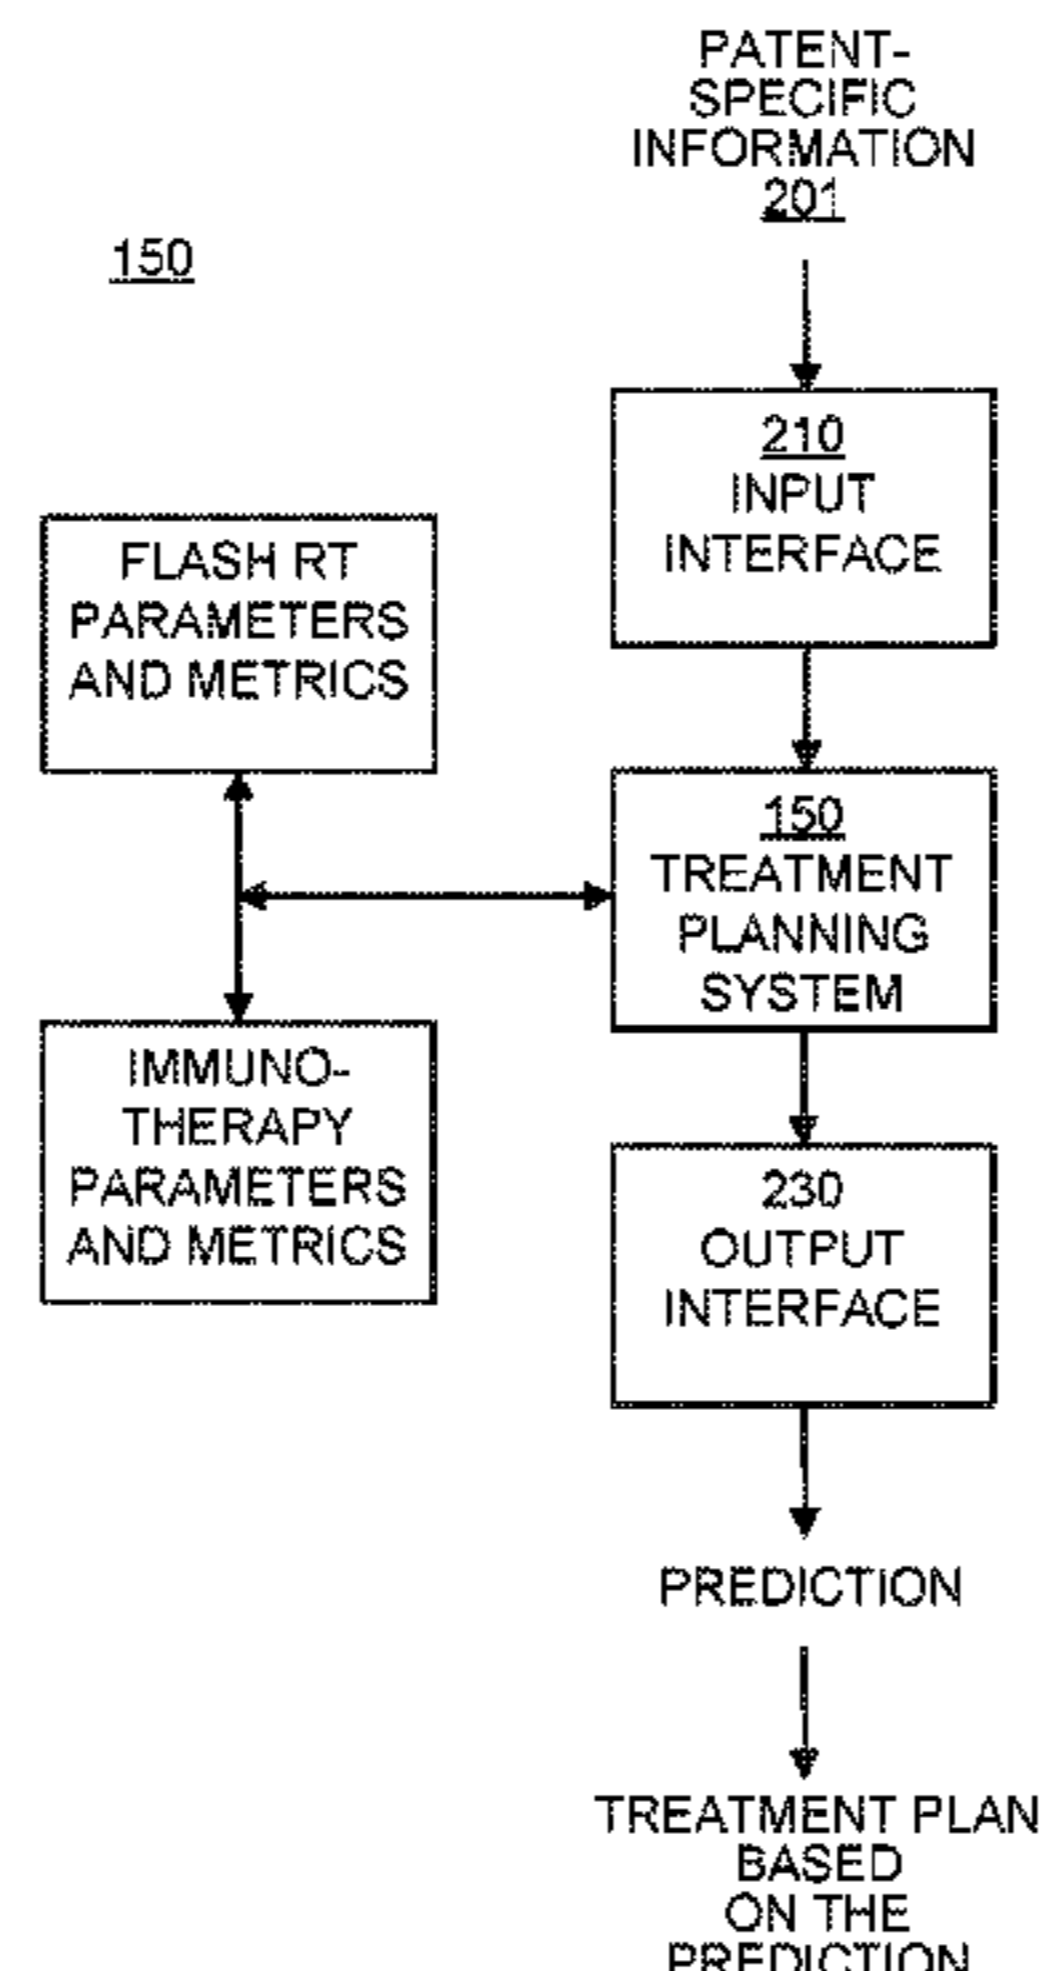 PATENT-
SPECIFIC
INFORMATION
201
150
210
INPUT
INTERFACE
FLASH RT
PARAMETERS
AND METRICS
150
TREATMENT
PLANNING
SYSTEM
IMMUNO-
THERAPY
PARAMETERS
AND METRICS
230
OUTPUT
INTERFACE
PREDICTION
TREATMENT PLAN
BASED
ON THE
PREDICTION